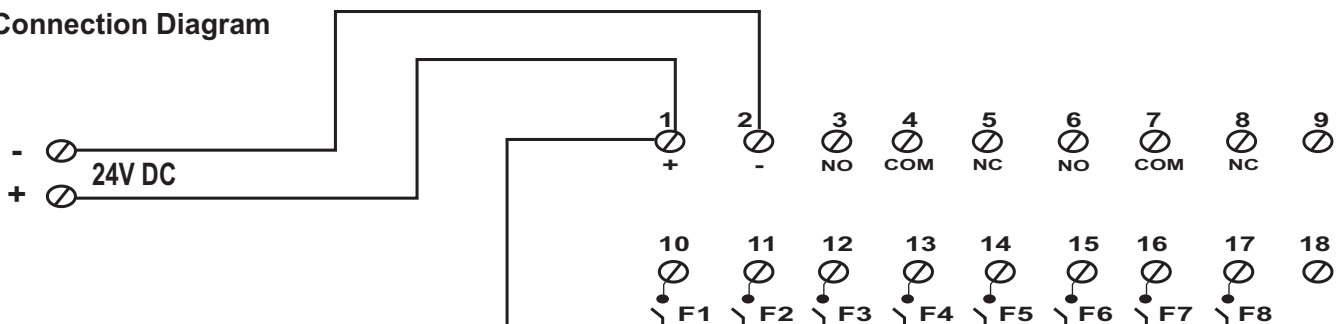 Connection Diagram
1 2 3 4 5 6 7 8 9
-
24V DC
+
+ - NO COM NC NO COM NC
10 11 12 13 14 15 16 17 18
F1 F2 F3 F4 F5 F6 F7 F8